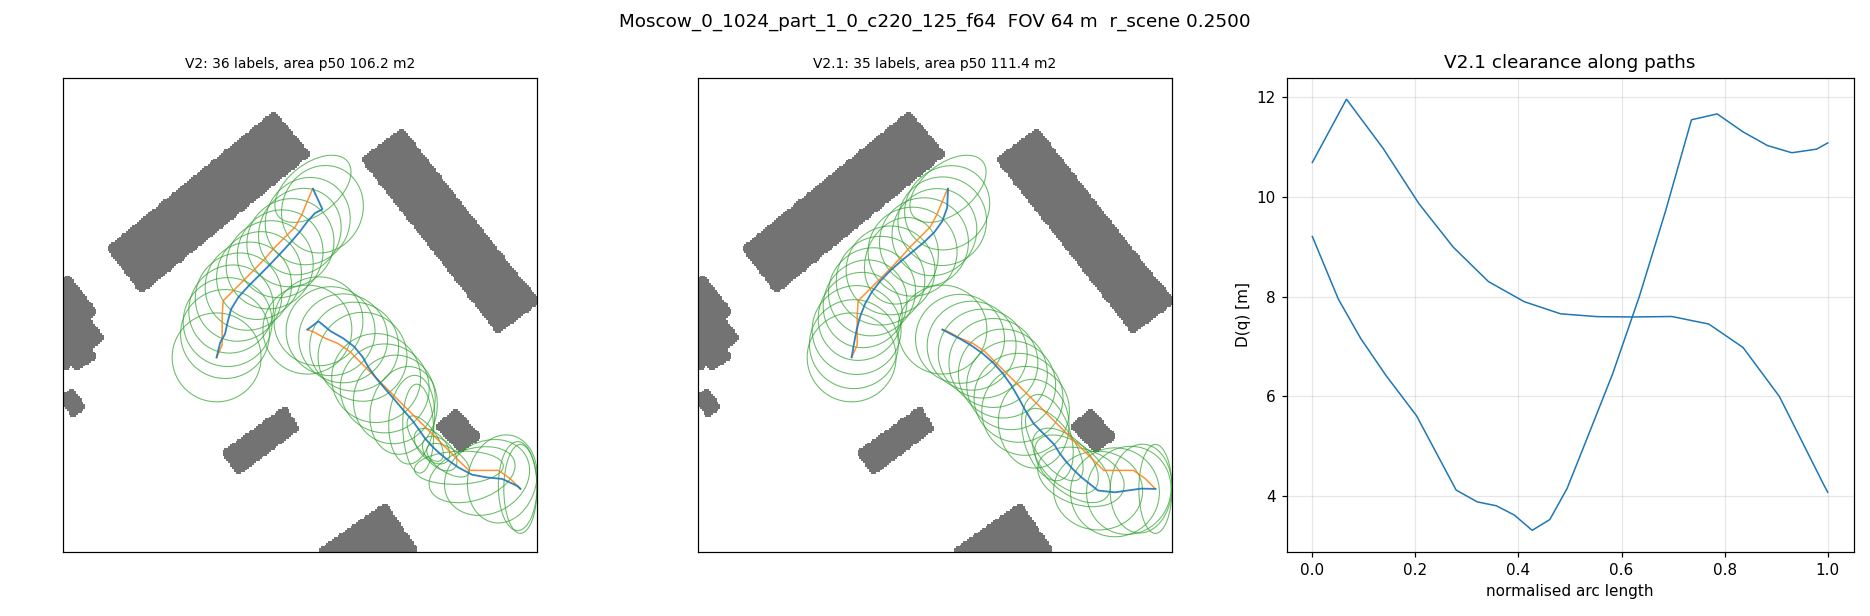 Moscow_0_1024_part_1_0_c220_125_f64  FOV 64 m  r_scene 0.2500
V2: 36 labels, area p50 106.2 m2
V2.1: 35 labels, area p50 111.4 m2
V2.1 clearance along paths
D(q) [m]
12
10
8
6
4
0.0 0.2 0.4 0.6 0.8 1.0
normalised arc length